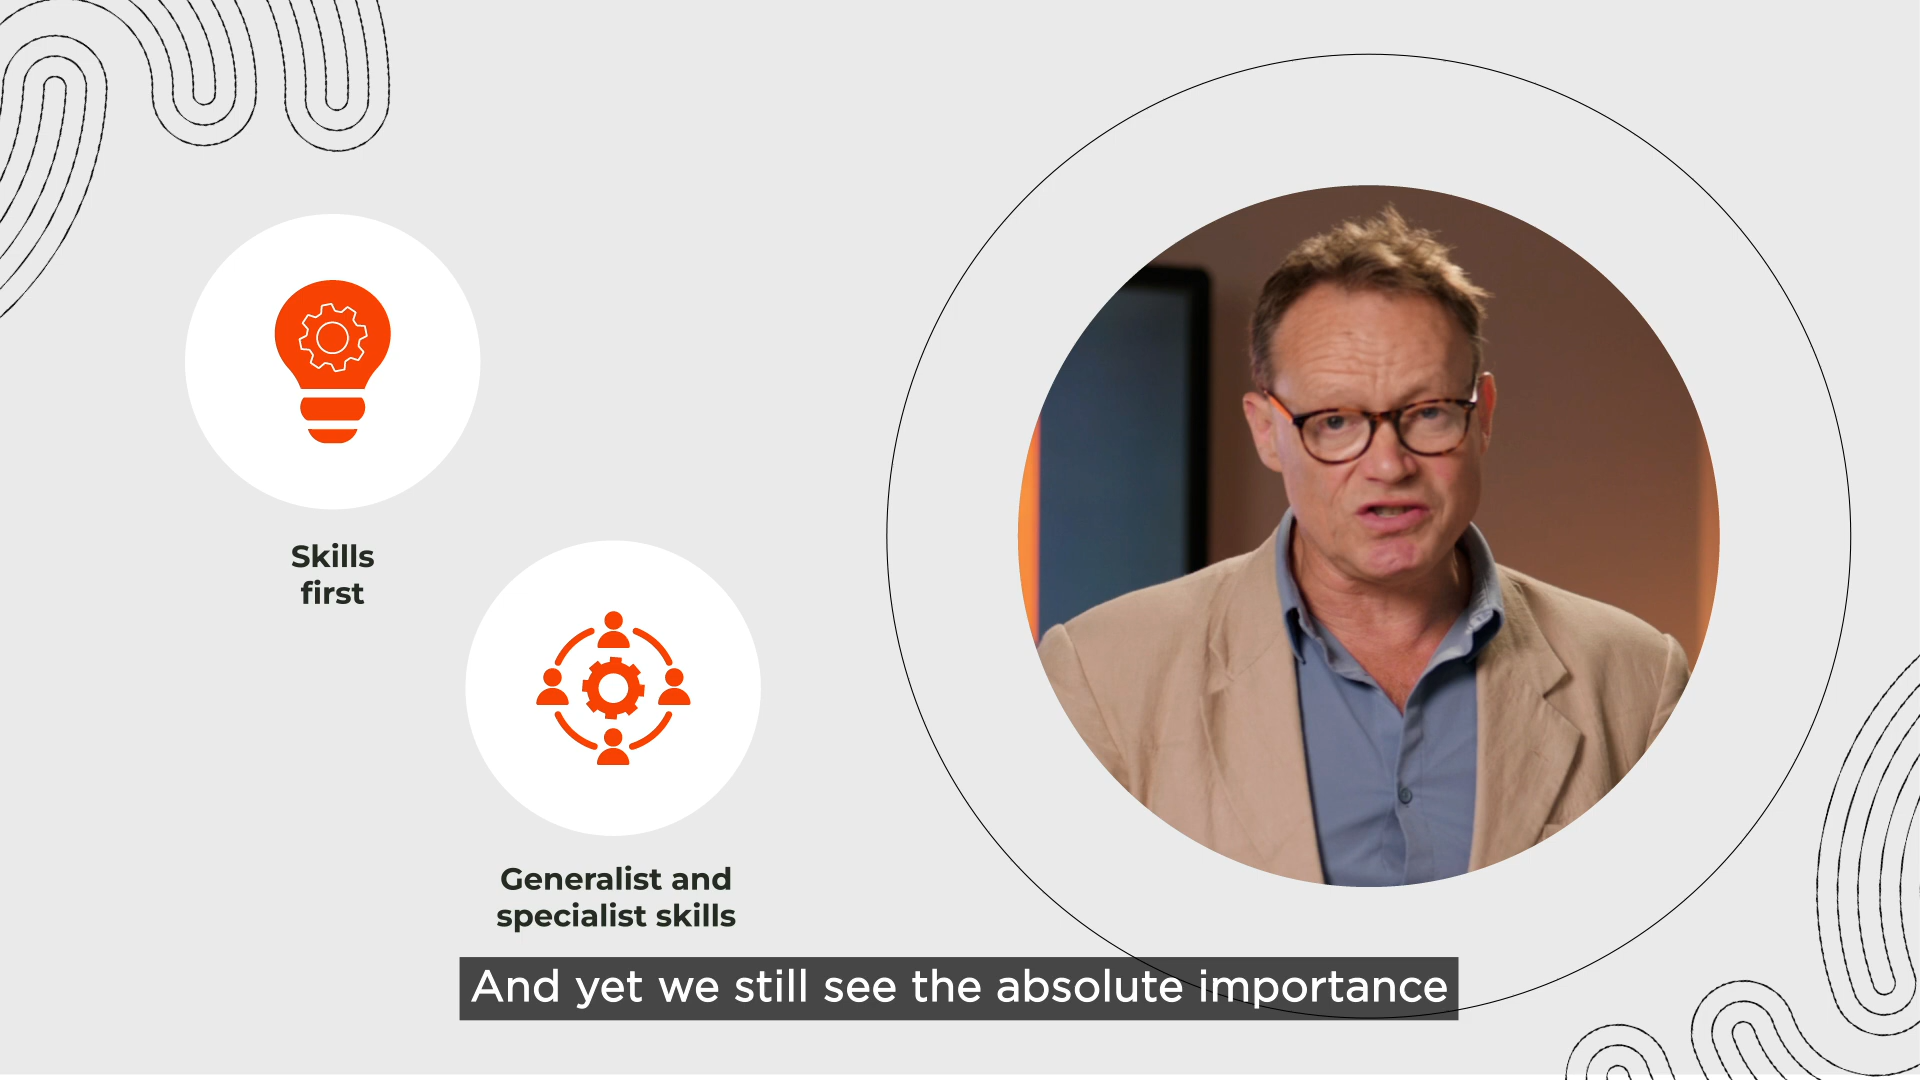 Skills
first
Generalist and
specialist skills
And yet we still see the absolute importance